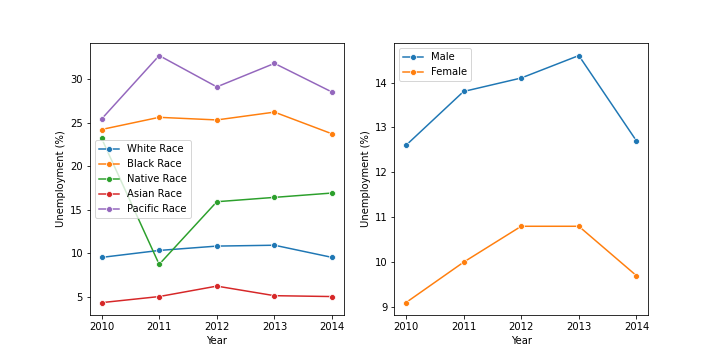 30
25
20
15
10
5
Unemployment (%)
White Race
Black Race
Native Race
Asian Race
Pacific Race
2010 2011 2012 2013 2014
Year
14
13
12
11
10
9
Unemployment (%)
Male
Female
2010 2011 2012 2013 2014
Year